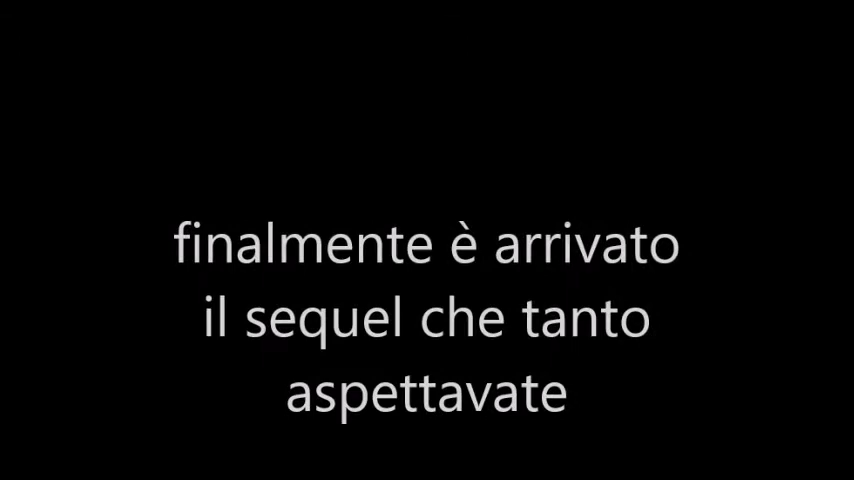 finalmente è arrivato
il sequel che tanto
aspettavate